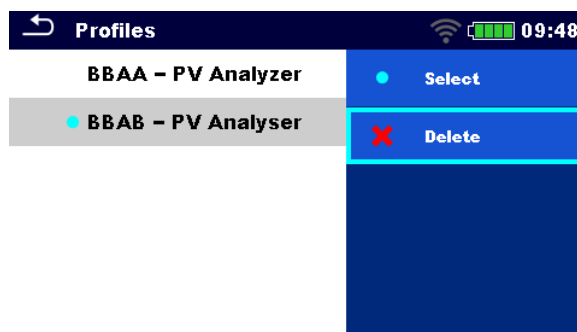 Profiles 09:48
BBAA – PV Analyzer
BBAB – PV Analyser
Select
Delete